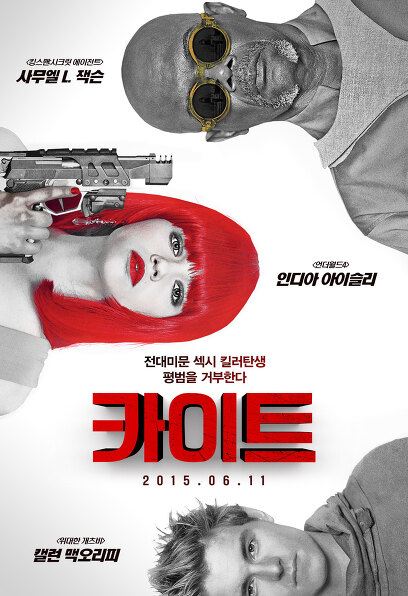 <킹스맨:시크릿 에이전트>
사무엘 L. 잭슨
<언더월드4>
인디아 아이슬리
전대미문 섹시 킬러탄생
평범을 거부한다
카이트
2015.06.11
<위대한 개츠비>
캘런 맥오리피